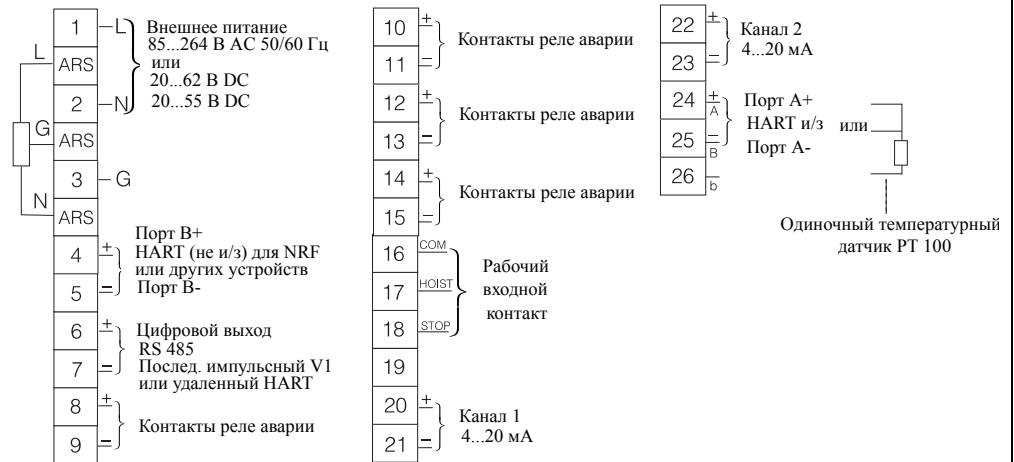 1
L
Внешнее питание
85...264 В AC 50/60 Гц
или
20...62 В DC
20...55 В DC
L
ARS
2
N
G
ARS
3
G
N
ARS
4
+
-
5
Порт B+
HART (не и/з) для NRF
или других устройств
Порт B-
6
+
-
7
Цифровой выход
RS 485
Послед. импульсный V1
или удаленный HART
8
+
-
9
Контакты реле аварии
10
+
-
11
Контакты реле аварии
12
+
-
13
Контакты реле аварии
14
+
-
15
Контакты реле аварии
16
COM
17
HOIST
18
STOP
Рабочий
входной
контакт
19
20
+
-
21
Канал 1
4...20 мА
22
+
-
23
Канал 2
4...20 мА
24
+
A
25
-
B
26
b
Порт A+
HART и/з
Порт A-
или
Одиночный температурный
датчик PT 100